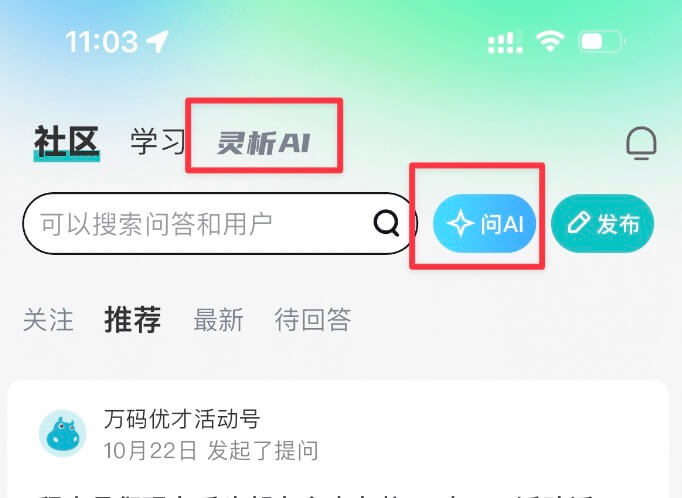 11:03
社区 学习 灵析AI
可以搜索问答和用户 问AI 发布
关注 推荐 最新 待回答
万码优才活动号
10月22日 发起了提问